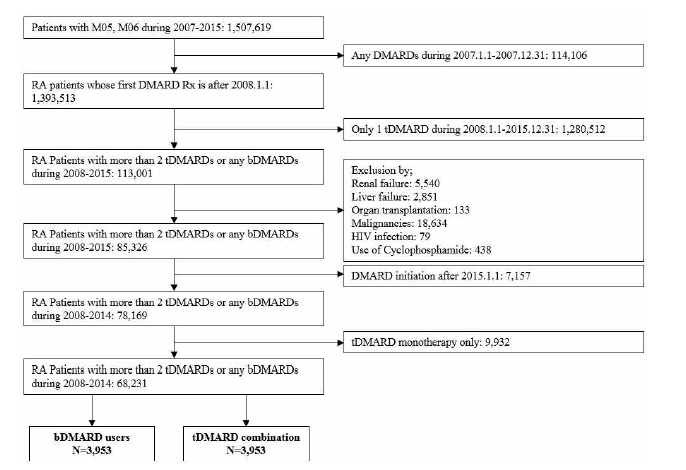 Patients with M05, M06 during 2007-2015: 1,507,619
Any DMARDs during 2007.1.1-2007.12.31: 114,106
RA patients whose first DMARD Rx is after 2008.1.1:
1,393,513
Only 1 tDMARD during 2008.1.1-2015.12.31: 1,280,512
RA Patients with more than 2 tDMARDs or any bDMARDs
during 2008-2015: 113,001
Exclusion by;
Renal failure: 5,540
Liver failure: 2,851
Organ transplantation: 133
Malignancies: 18,634
HIV infection: 79
Use of Cyclophosphamide: 438
RA Patients with more than 2 tDMARDs or any bDMARDs
during 2008-2015: 85,326
DMARD initiation after 2015.1.1: 7,157
RA Patients with more than 2 tDMARDs or any bDMARDs
during 2008-2014: 78,169
tDMARD monotherapy only: 9,932
RA Patients with more than 2 tDMARDs or any bDMARDs
during 2008-2014: 68,231
bDMARD users
N=3,953
tDMARD combination
N=3,953